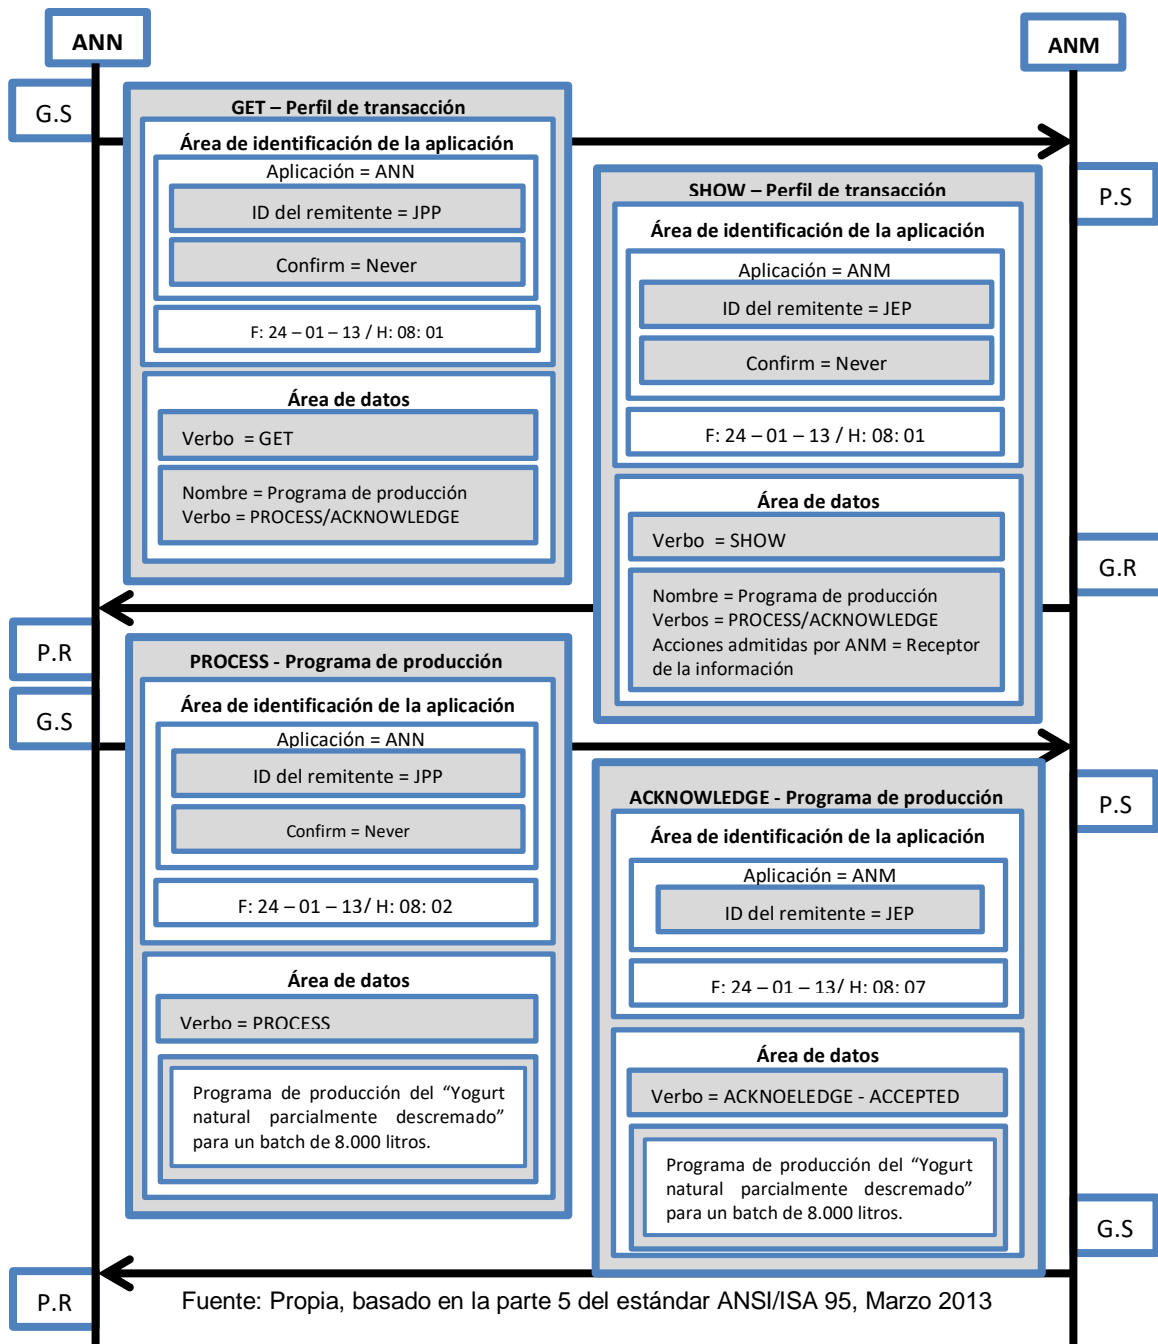 ANN
ANM
G.S
GET – Perfil de transacción
Área de identificación de la aplicación
Aplicación = ANN
ID del remitente = JPP
Confirm = Never
F: 24 – 01 – 13 / H: 08: 01
Área de datos
Verbo = GET
Nombre = Programa de producción
Verbo = PROCESS/ACKNOWLEDGE
P.S
SHOW – Perfil de transacción
Área de identificación de la aplicación
Aplicación = ANM
ID del remitente = JEP
Confirm = Never
F: 24 – 01 – 13 / H: 08: 01
Área de datos
Verbo = SHOW
Nombre = Programa de producción
Verbos = PROCESS/ACKNOWLEDGE
Acciones admitidas por ANM = Receptor
de la información
G.R
P.R
G.S
PROCESS - Programa de producción
Área de identificación de la aplicación
Aplicación = ANN
ID del remitente = JPP
Confirm = Never
F: 24 – 01 – 13/ H: 08: 02
Área de datos
Verbo = PROCESS
Programa de producción del “Yogurt
natural parcialmente descremado”
para un batch de 8.000 litros.
P.S
ACKNOWLEDGE - Programa de producción
Área de identificación de la aplicación
Aplicación = ANM
ID del remitente = JEP
F: 24 – 01 – 13/ H: 08: 07
Área de datos
Verbo = ACKNOELEDGE - ACCEPTED
Programa de producción del “Yogurt
natural parcialmente descremado”
para un batch de 8.000 litros.
G.S
P.R
Fuente: Propia, basado en la parte 5 del estándar ANSI/ISA 95, Marzo 2013